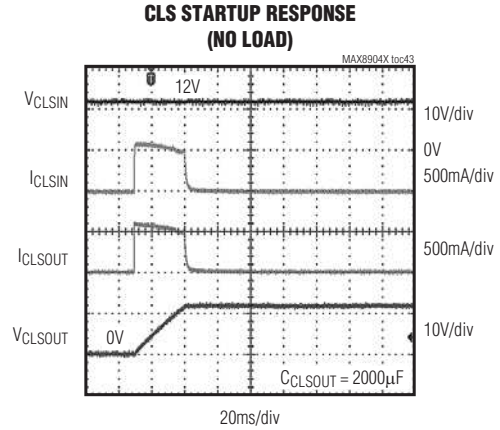 CLS STARTUP RESPONSE
(NO LOAD)
MAX8904X toc43
T
12V
VCLSIN
10V/div
0V
ICLSIN
500mA/div
ICLSOUT
500mA/div
VCLSOUT
0V
10V/div
CCLSOUT = 2000μF
20ms/div